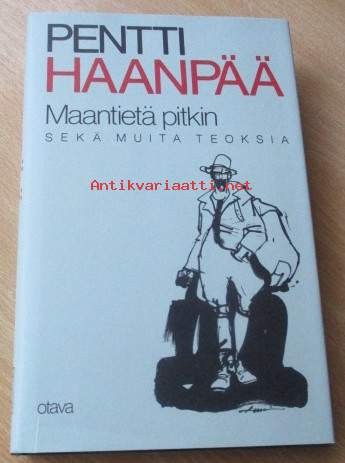 PENTTI
HAANPÄÄ
Maantietä pitkin
SEKÄ MUITA TEOKSIA
Antikvariaatti.net
otava